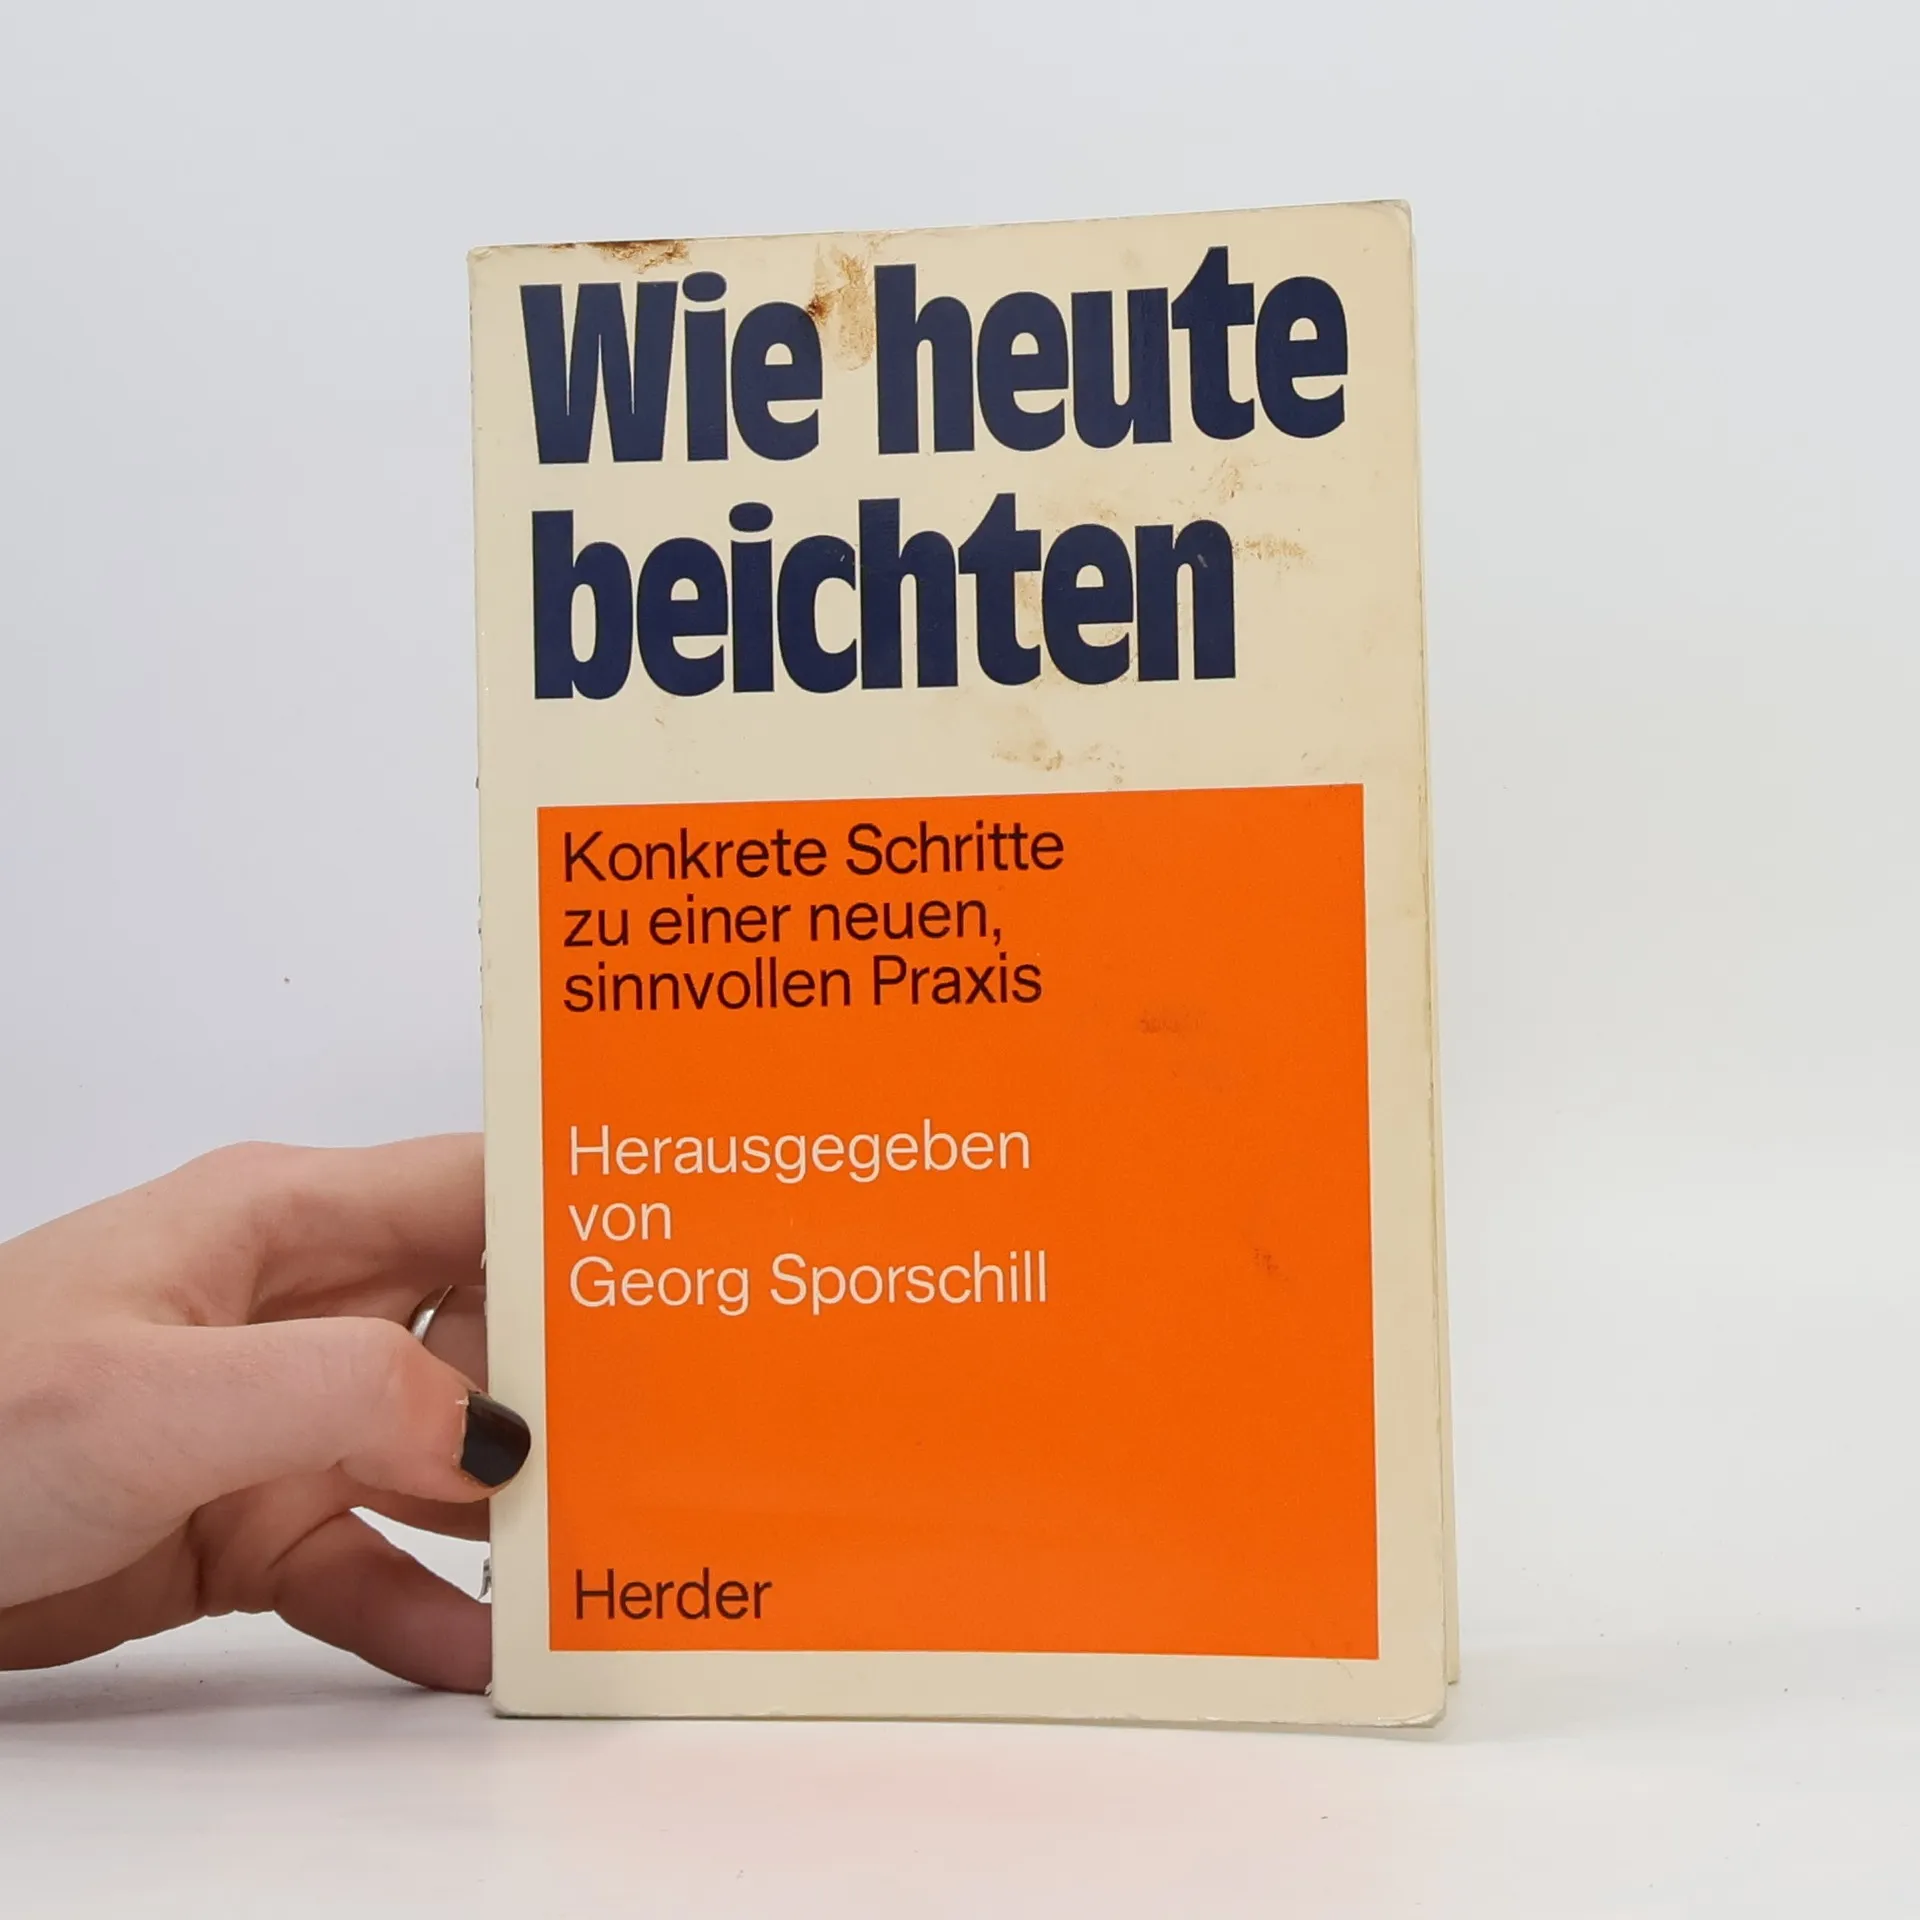 Wie heute
beichten
Konkrete Schritte
zu einer neuen,
sinnvollen Praxis
Herausgegeben
von
Georg Sporschill
Herder